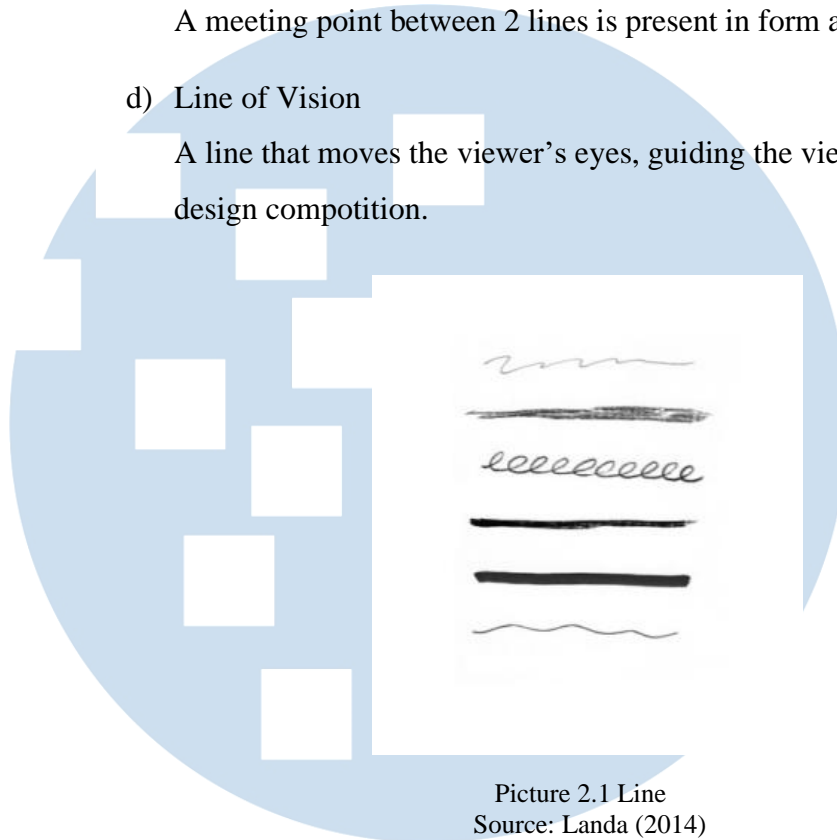 A meeting point between 2 lines is present in form a
d) Line of Vision
A line that moves the viewer’s eyes, guiding the vie
design compotition.
Picture 2.1 Line
Source: Landa (2014)